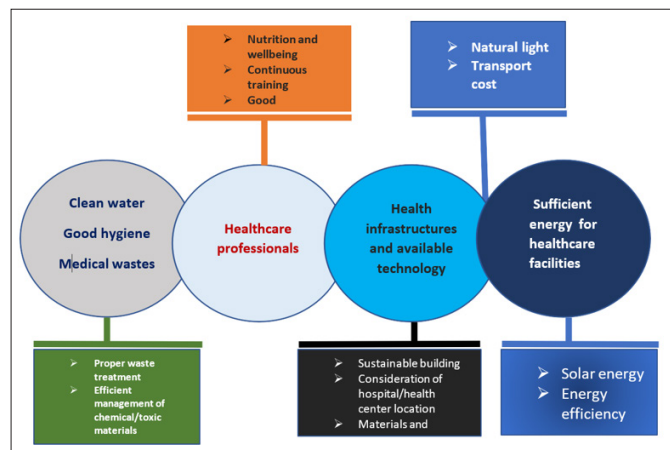 Nutrition and
wellbeing
Continuous
training
Good
Natural light
Transport
cost
Clean water
Good hygiene
Medical wastes
Healthcare
professionals
Health
infrastructures
and available
technology
Sufficient
energy for
healthcare
facilities
Proper waste
treatment
Efficient
management of
chemical/toxic
materials
Sustainable building
Consideration of
hospital/health
center location
Materials and
Solar energy
Energy
efficiency